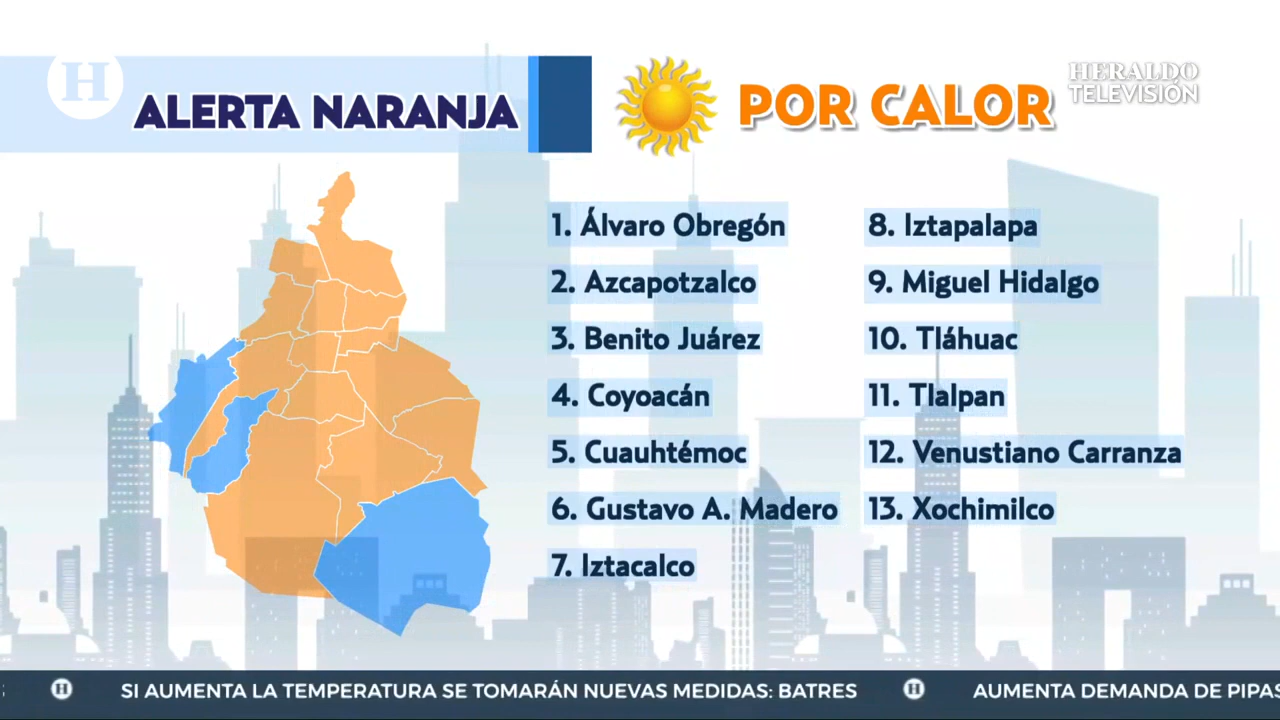 H
ALERTA NARANJA
POR CALOR
HERALDO
TELEVISIÓN
1. Álvaro Obregón
2. Azcapotzalco
3. Benito Juárez
4. Coyoacán
5. Cuauhtémoc
6. Gustavo A. Madero
7. Iztacalco
8. Iztapalapa
9. Miguel Hidalgo
10. Tláhuac
11. Tlalpan
12. Venustiano Carranza
13. Xochimilco
H SI AUMENTA LA TEMPERATURA SE TOMARÁN NUEVAS MEDIDAS: BATRES H AUMENTA DEMANDA DE PIPAS